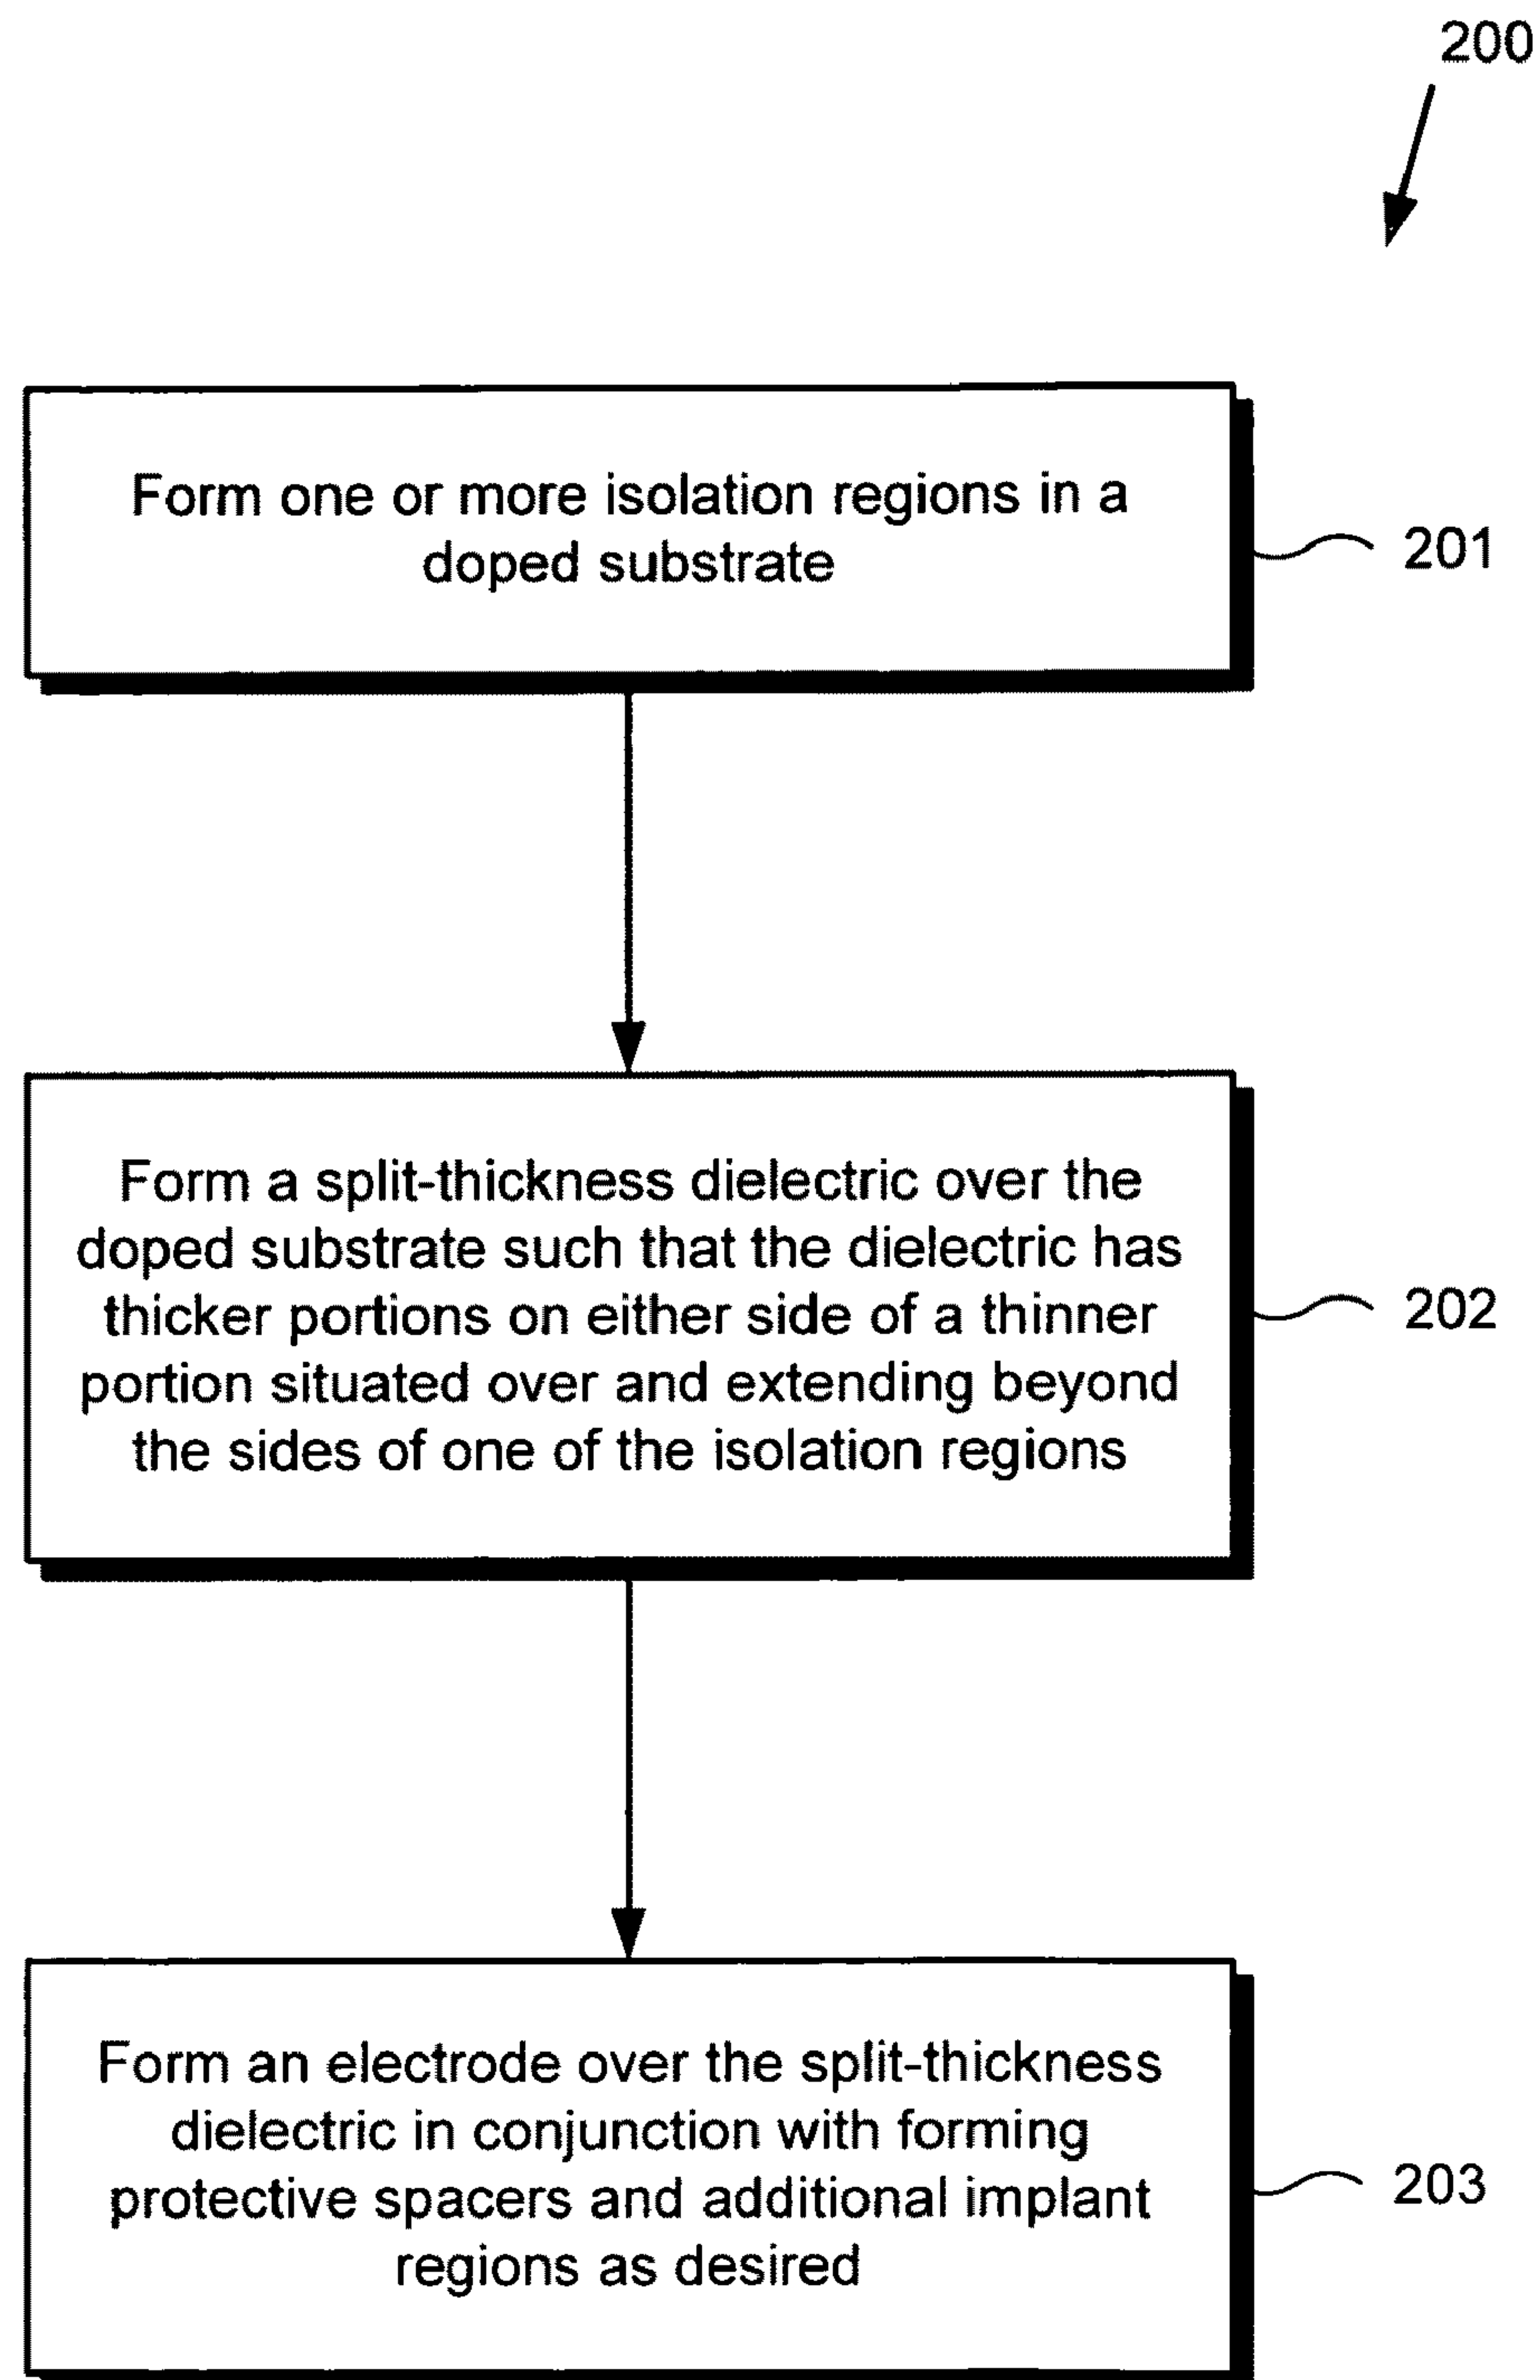 200
Form one or more isolation regions in a
doped substrate
201
Form a split-thickness dielectric over the
doped substrate such that the dielectric has
thicker portions on either side of a thinner
portion situated over and extending beyond
the sides of one of the isolation regions
202
Form an electrode over the split-thickness
dielectric in conjunction with forming
protective spacers and additional implant
regions as desired
203